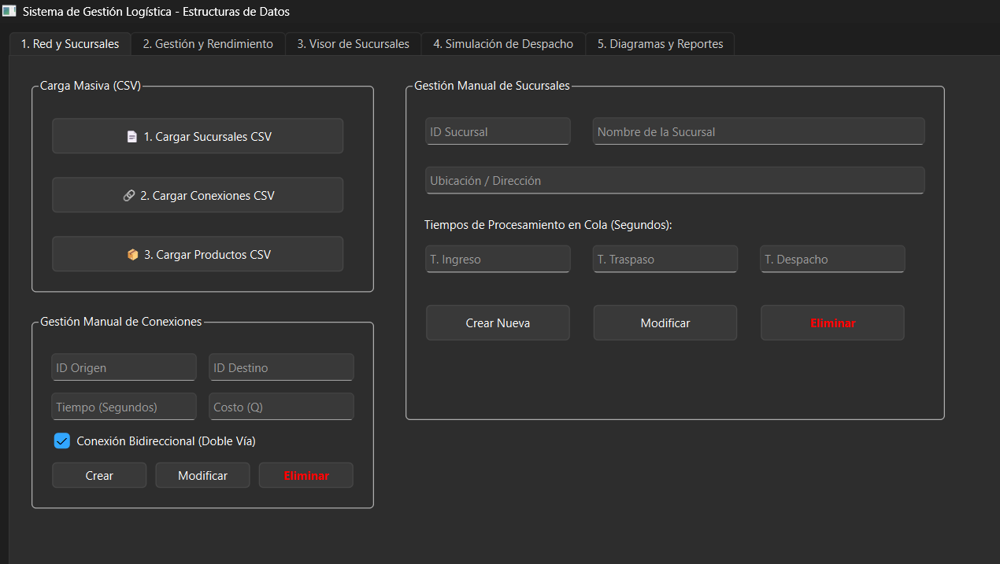 Sistema de Gestión Logística - Estructuras de Datos
1. Red y Sucursales
2. Gestión y Rendimiento
3. Visor de Sucursales
4. Simulación de Despacho
5. Diagramas y Reportes
Carga Masiva (CSV)
1. Cargar Sucursales CSV
2. Cargar Conexiones CSV
3. Cargar Productos CSV
Gestión Manual de Conexiones
ID Origen
ID Destino
Tiempo (Segundos)
Costo (Q)
Conexión Bidireccional (Doble Vía)
Crear
Modificar
Eliminar
Gestión Manual de Sucursales
ID Sucursal
Nombre de la Sucursal
Ubicación / Dirección
Tiempos de Procesamiento en Cola (Segundos):
T. Ingreso
T. Traspaso
T. Despacho
Crear Nueva
Modificar
Eliminar